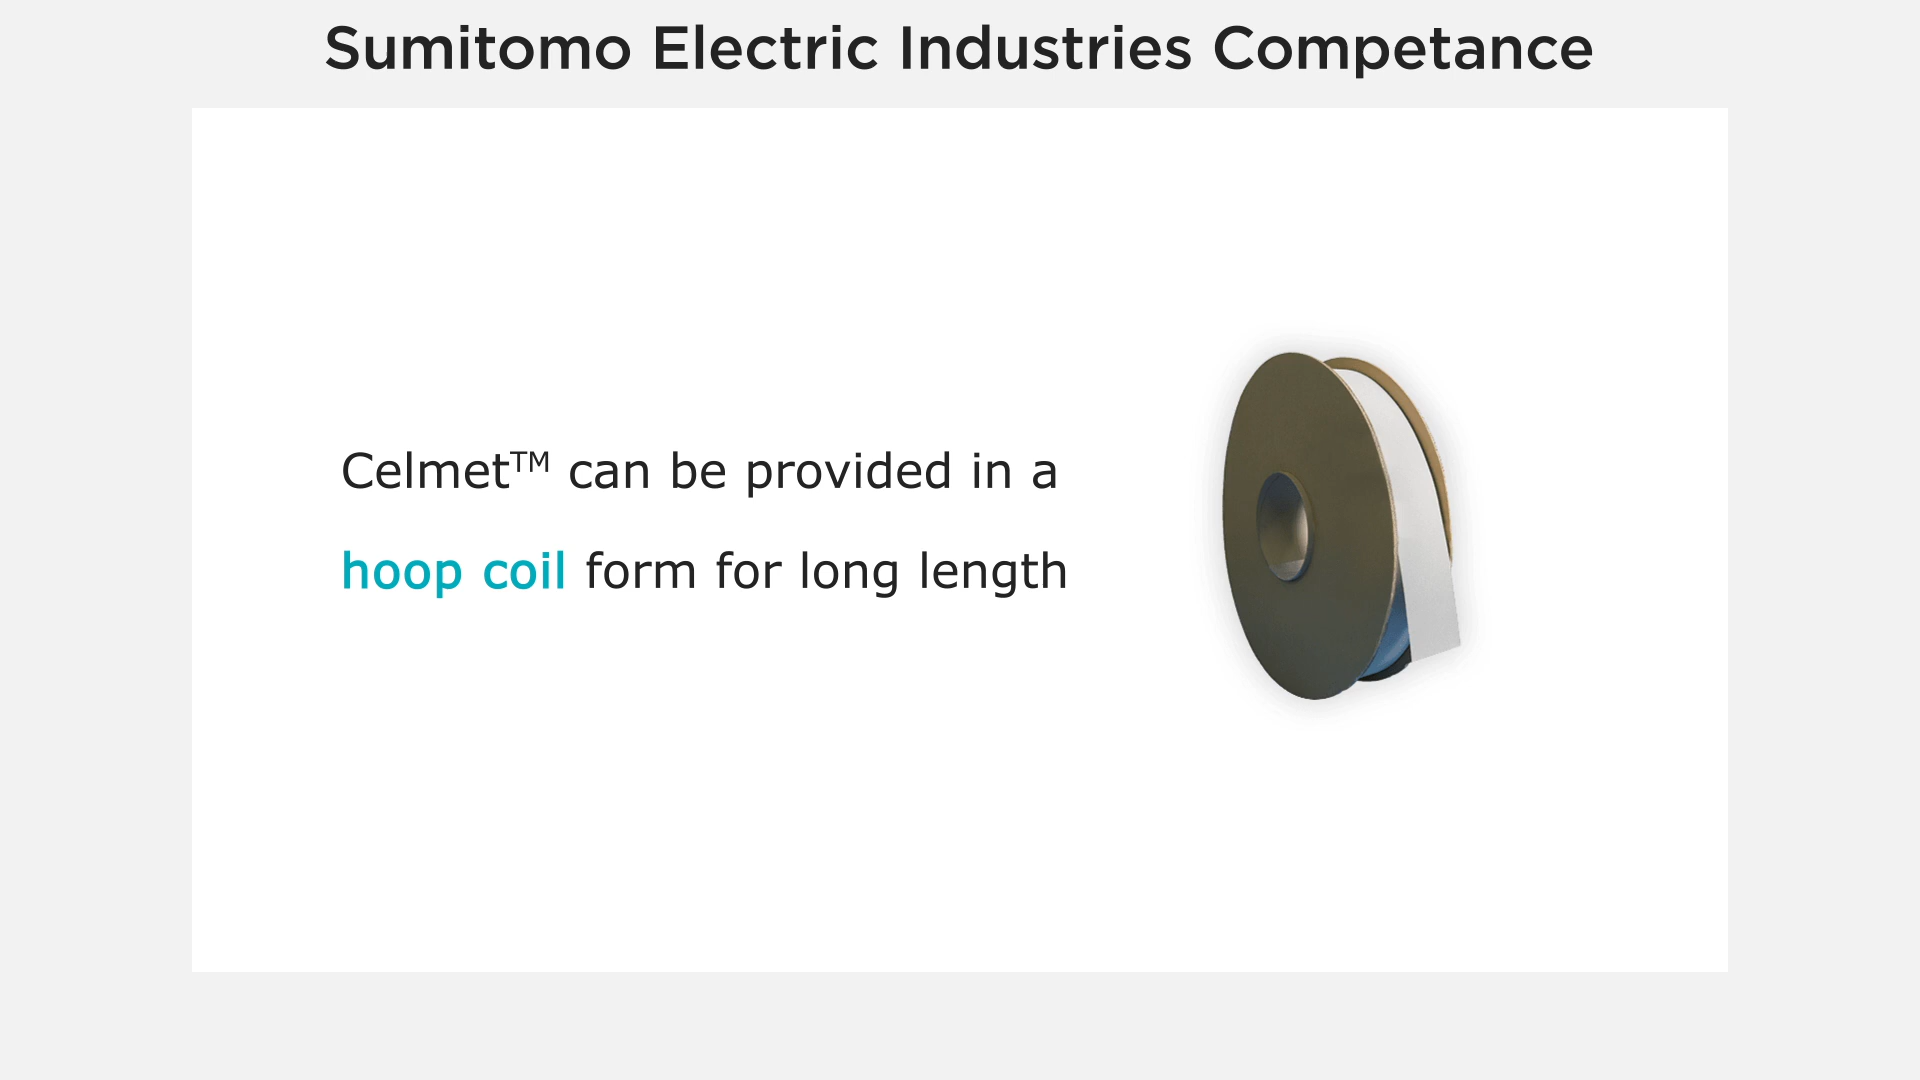 Sumitomo Electric Industries Competance
Celmet™ can be provided in a
hoop coil form for long length